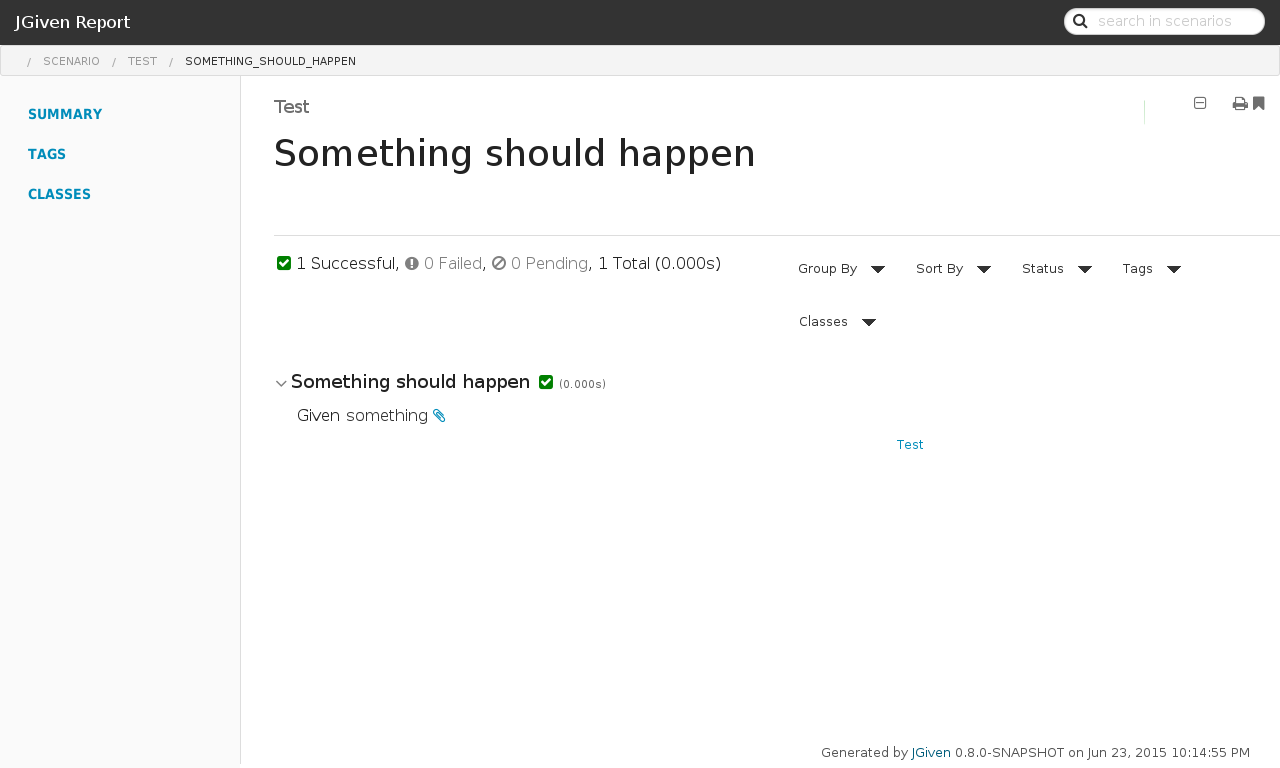 JGiven Report
search in scenarios
/ SCENARIO / TEST / SOMETHING_SHOULD_HAPPEN
SUMMARY
TAGS
CLASSES
Test
Something should happen
1 Successful, 0 Failed, 0 Pending, 1 Total (0.000s)
Group By
Sort By
Status
Tags
Classes
Something should happen (0.000s)
Given something
Test
Generated by JGiven 0.8.0-SNAPSHOT on Jun 23, 2015 10:14:55 PM